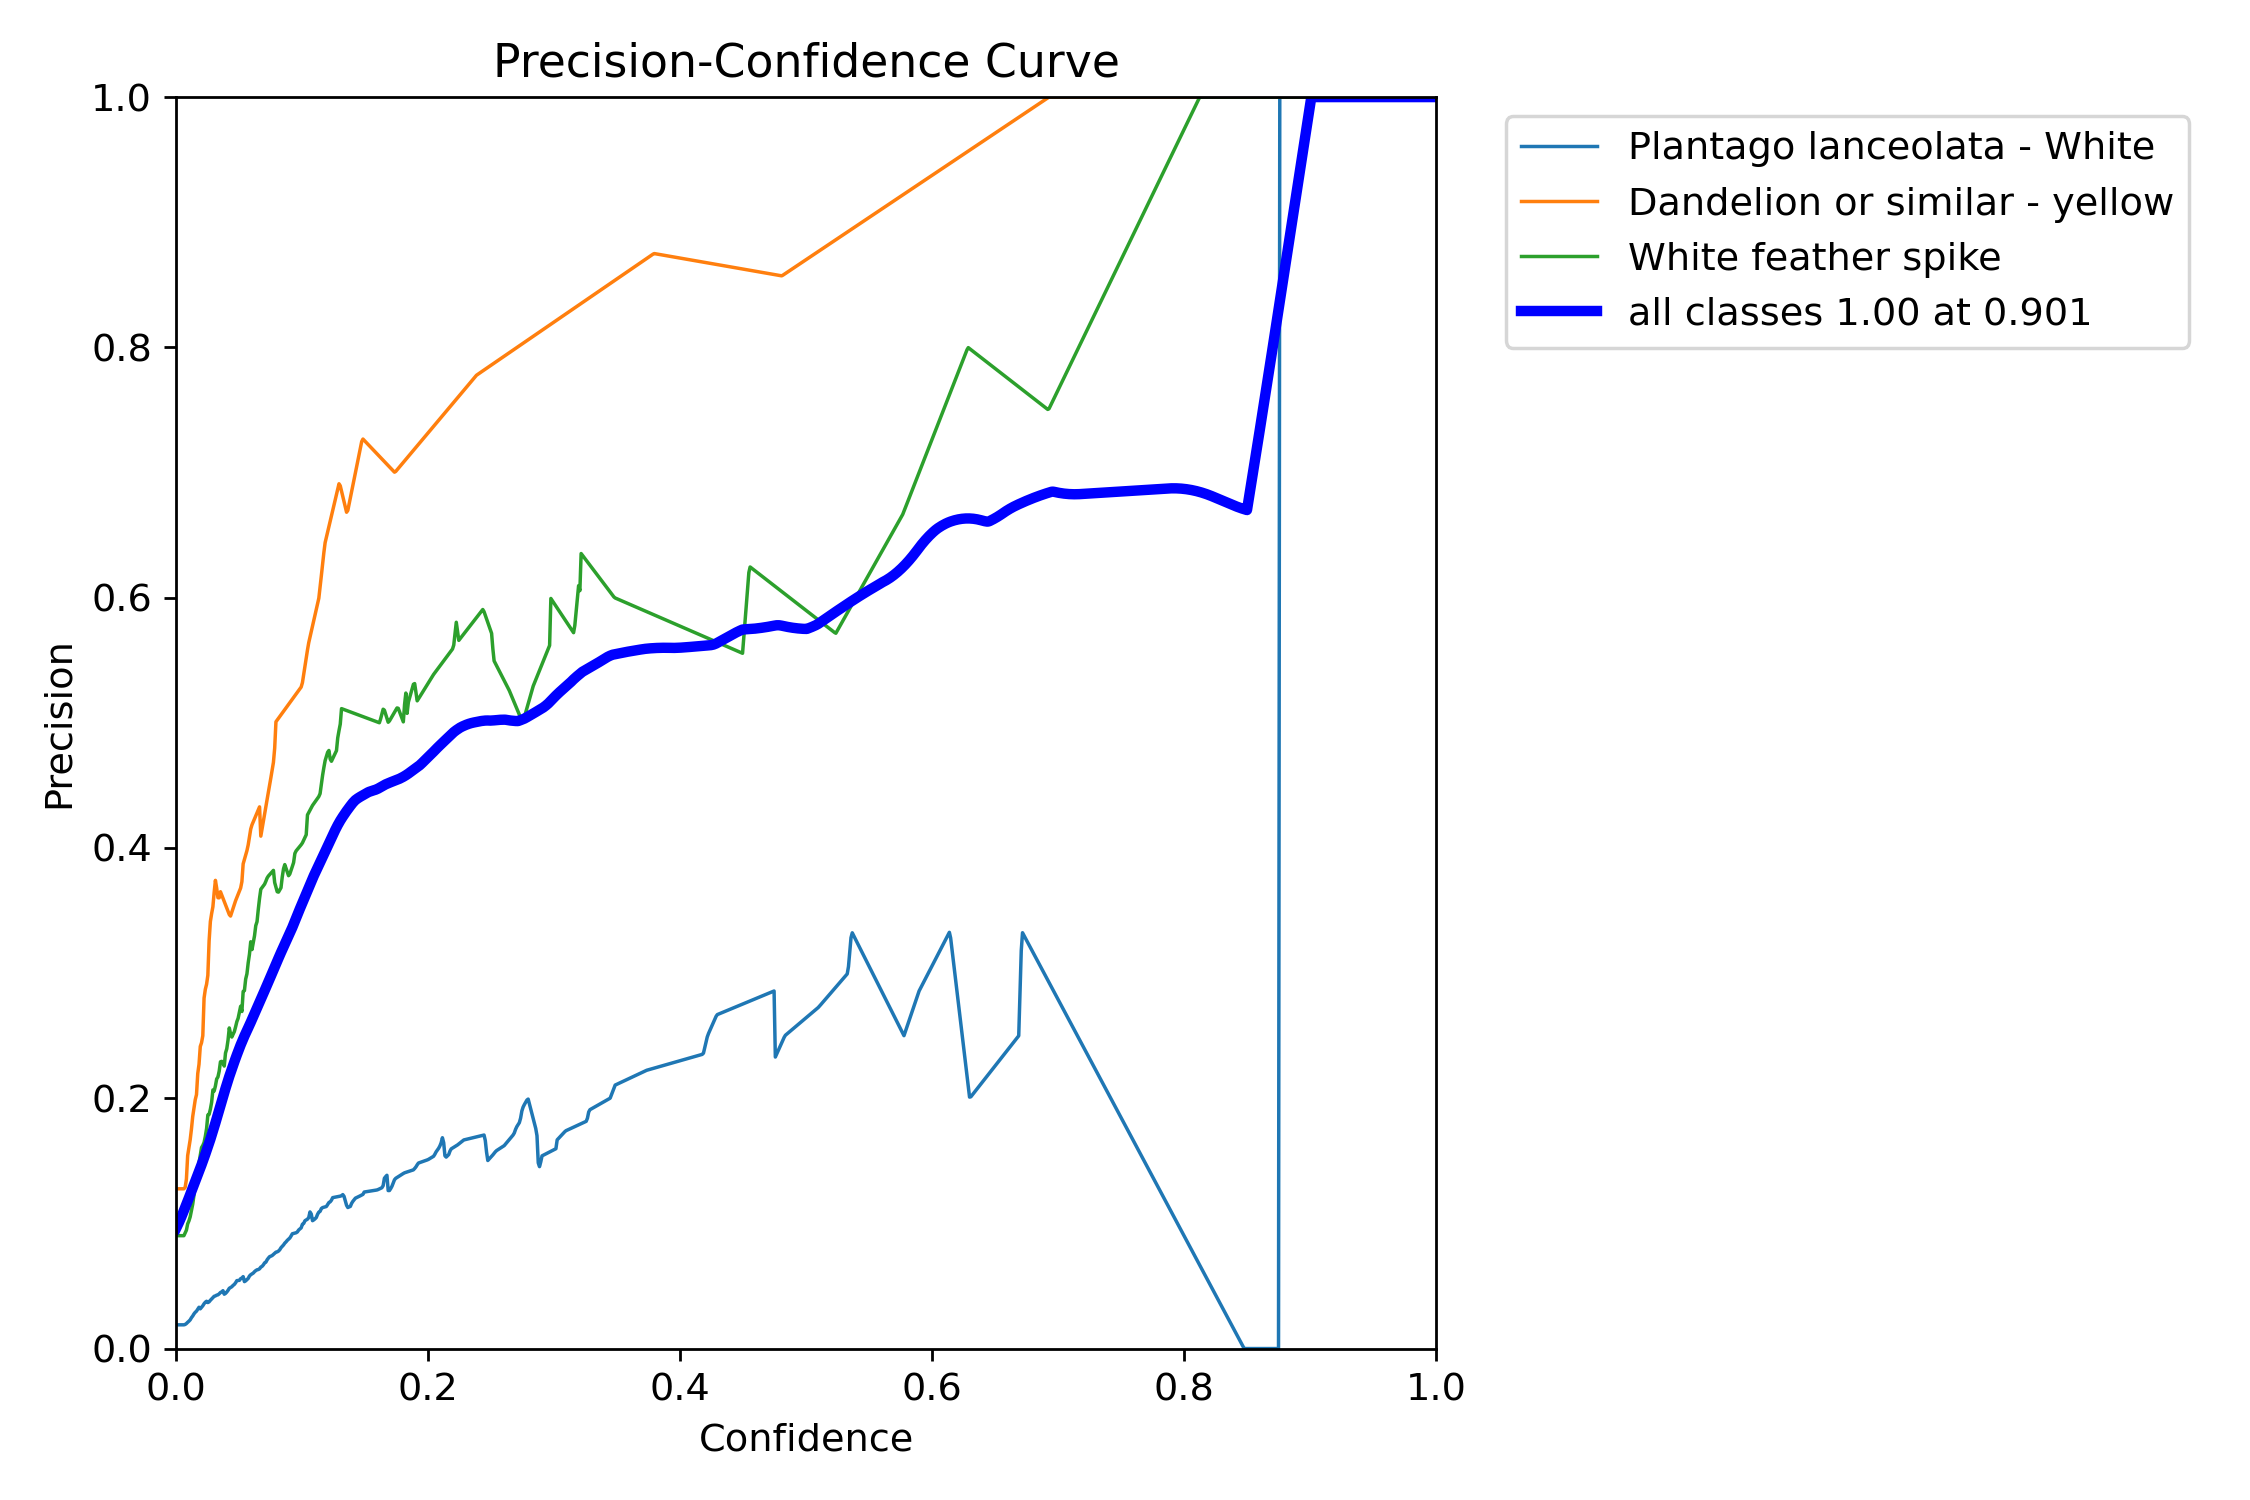 Precision-Confidence Curve
1.0
0.8
0.6
0.4
0.2
0.0
Precision
0.0 0.2 0.4 0.6 0.8 1.0
Confidence
Plantago lanceolata - White
Dandelion or similar - yellow
White feather spike
all classes 1.00 at 0.901